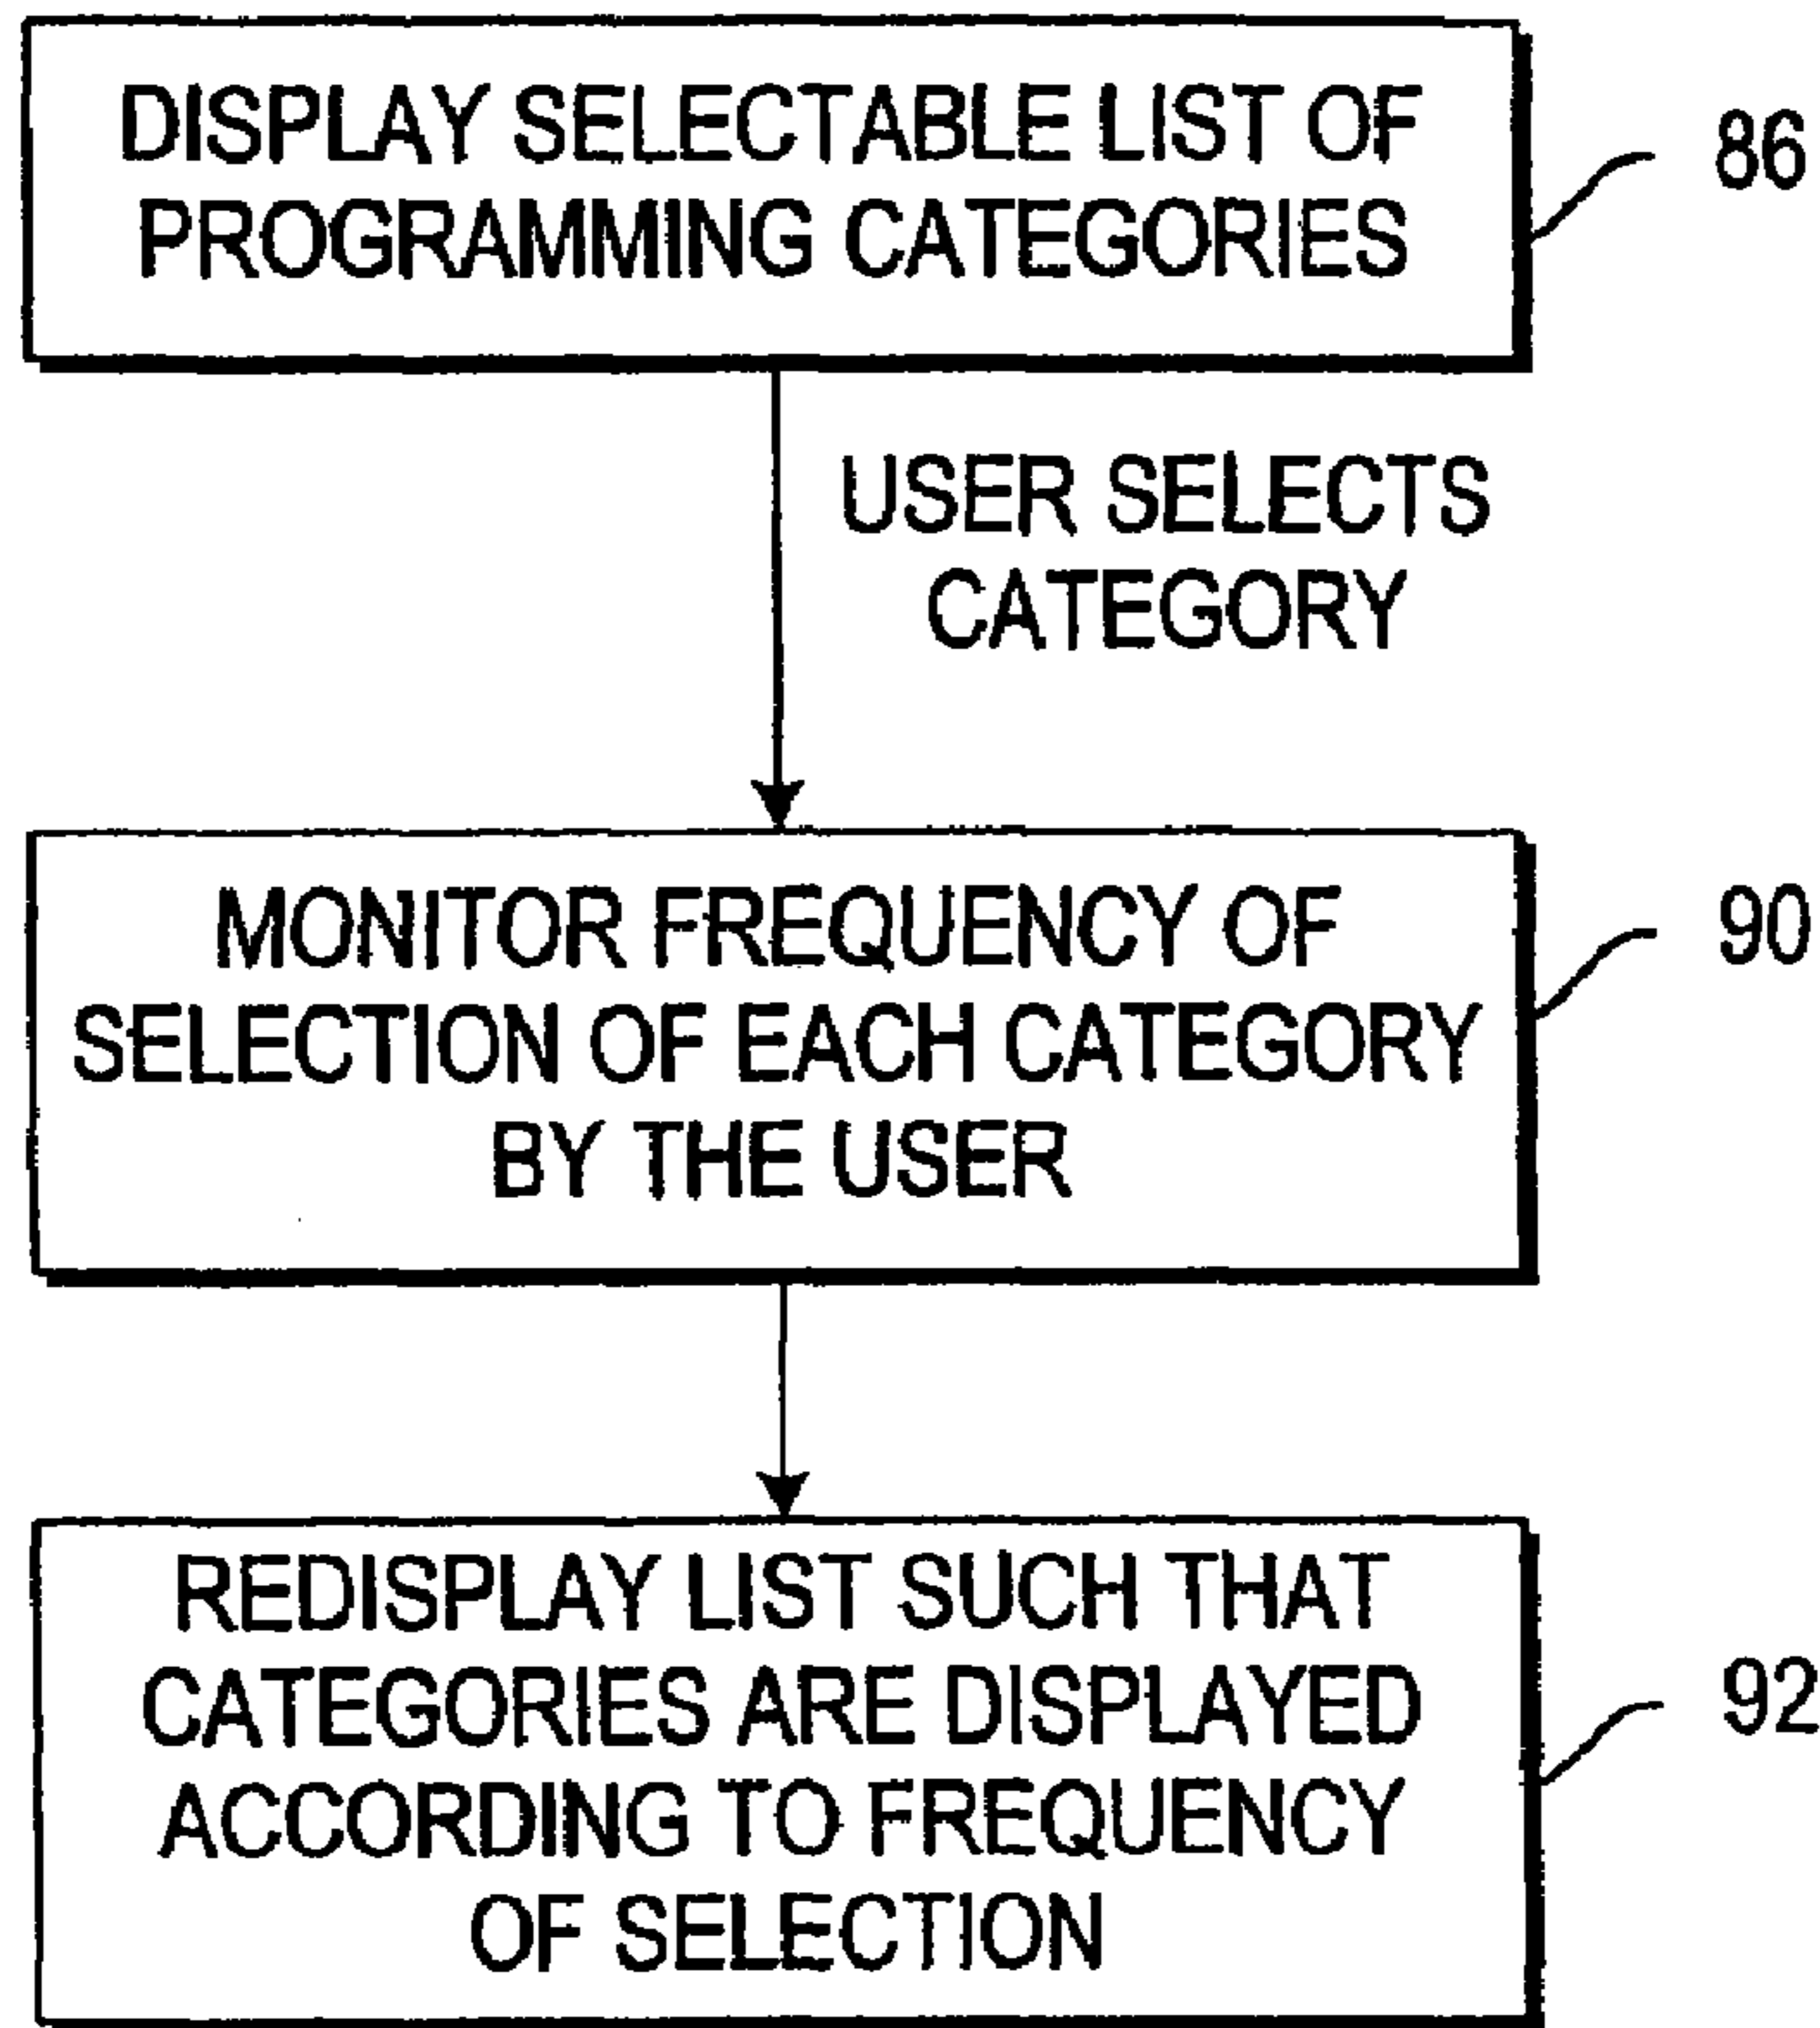 DISPLAY SELECTABLE LIST OF
PROGRAMMING CATEGORIES
86
USER SELECTS
CATEGORY
MONITOR FREQUENCY OF
SELECTION OF EACH CATEGORY
BY THE USER
90
REDISPLAY LIST SUCH THAT
CATEGORIES ARE DISPLAYED
ACCORDING TO FREQUENCY
OF SELECTION
92